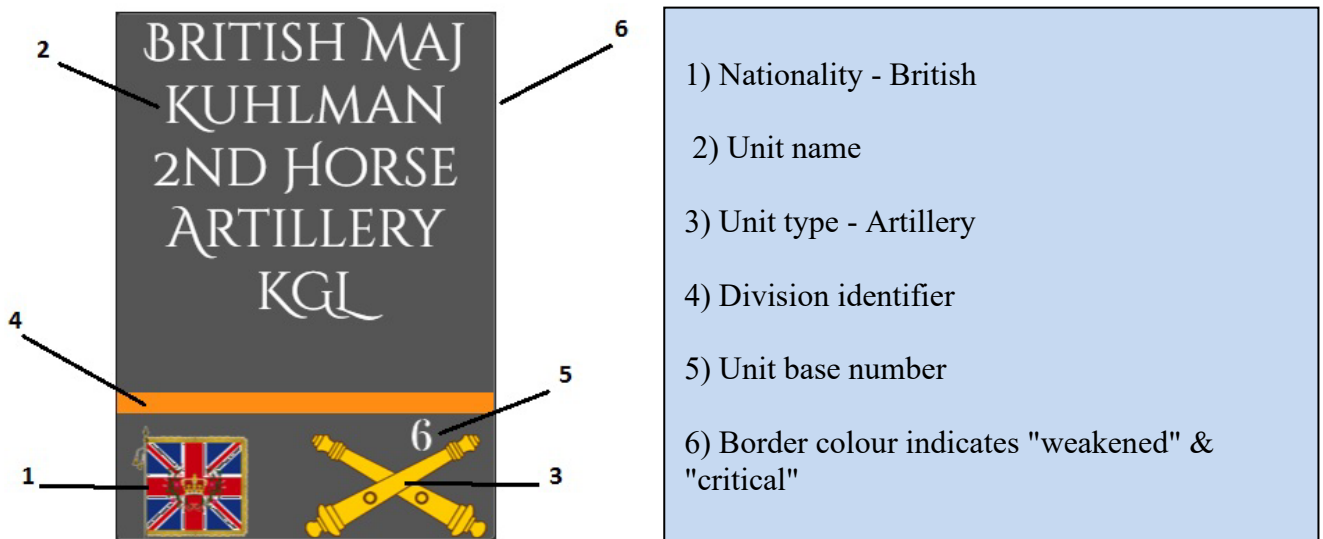 BRITISH MAJ
KUHLMAN
2ND HORSE
ARTILLERY
KGL
6
1
2
3
4
5
6
1) Nationality - British
2) Unit name
3) Unit type - Artillery
4) Division identifier
5) Unit base number
6) Border colour indicates "weakened" &
"critical"